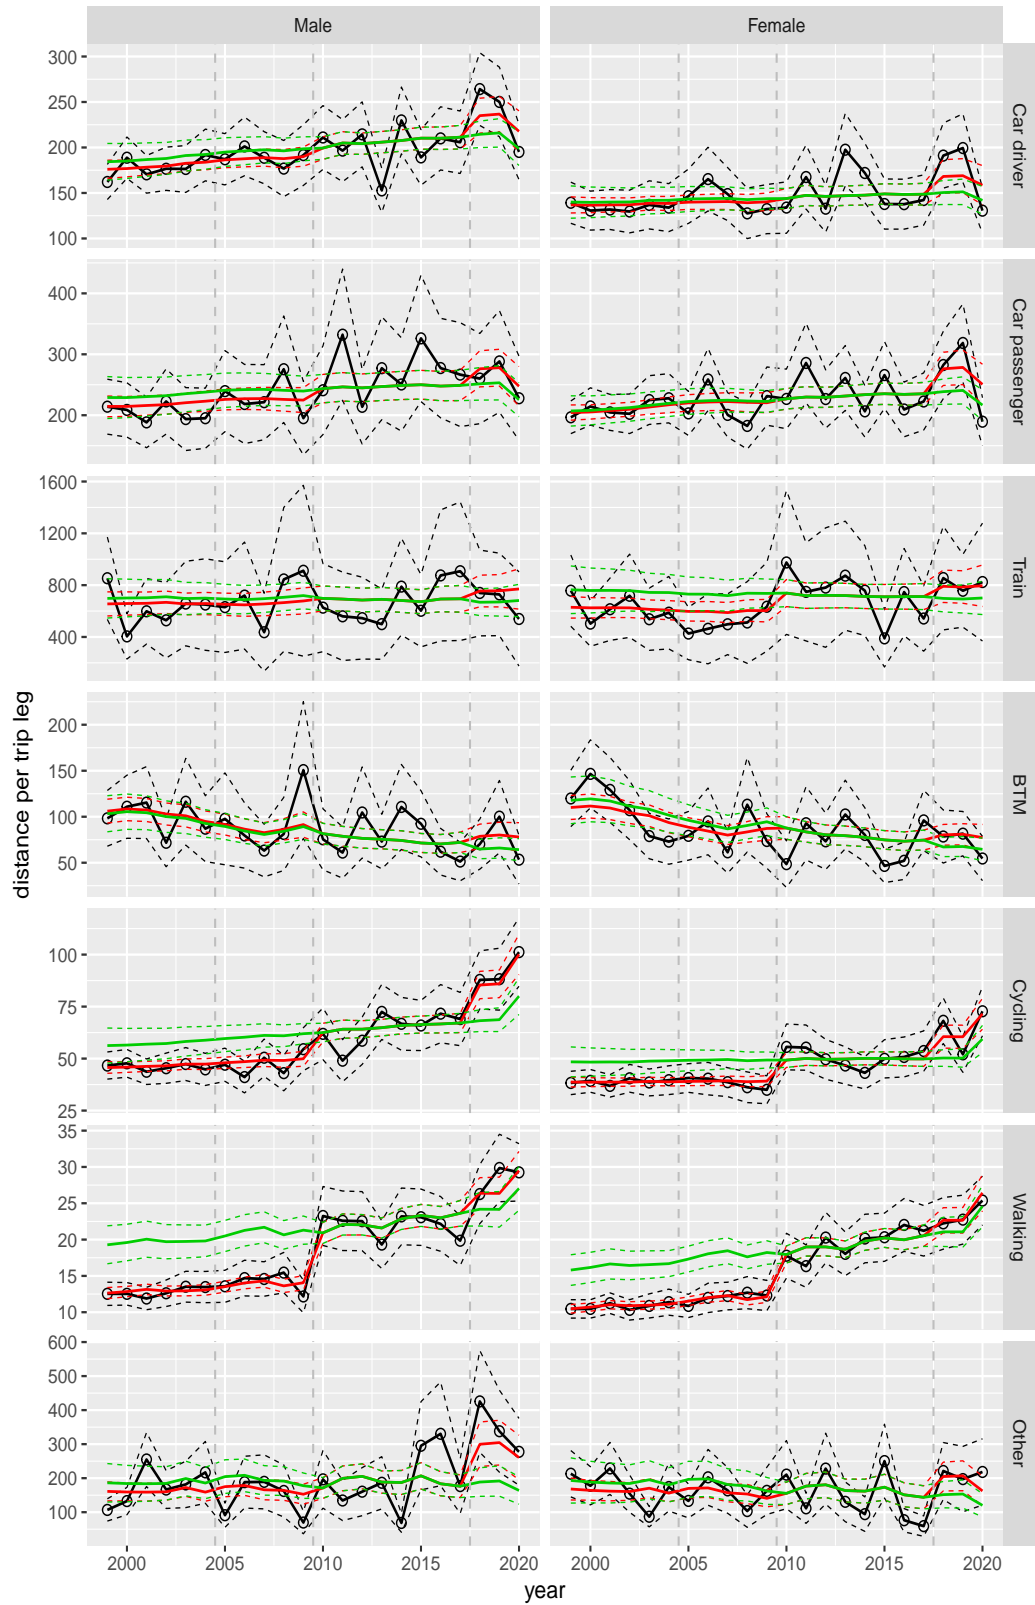 Male Female
300
250
200
150
100
Car driver
400
300
200
Car passenger
1600
1200
800
400
Train
200
150
100
50
BTM
100
75
50
25
Cycling
35
30
25
20
15
10
Walking
600
500
400
300
200
100
Other
distance per trip leg
2000 2005 2010 2015 2020 2000 2005 2010 2015 2020
year